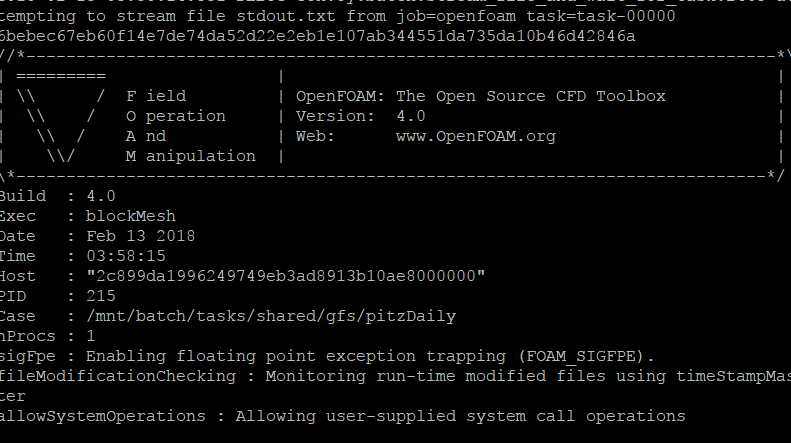 tempting to stream file stdout.txt from job=openfoam task=task-00000
6bebec67eb60f14e7de74da52d22e2eb1e107ab344551da735da10b46d42846a
//*---------------------------------------------------------------------------*\
| =========                 |                                                 |
| \\      /  F ield         | OpenFOAM: The Open Source CFD Toolbox           |
|  \\    /   O peration     | Version:  4.0                                   |
|   \\  /    A nd           | Web:      www.OpenFOAM.org                      |
|    \\/     M anipulation  |                                                 |
\*---------------------------------------------------------------------------*/
Build  : 4.0
Exec   : blockMesh
Date   : Feb 13 2018
Time   : 03:58:15
Host   : "2c899da1996249749eb3ad8913b10ae8000000"
PID    : 215
Case   : /mnt/batch/tasks/shared/gfs/pitzDaily
nProcs : 1
sigFpe : Enabling floating point exception trapping (FOAM_SIGFPE).
fileModificationChecking : Monitoring run-time modified files using timeStampMas
ter
allowSystemOperations : Allowing user-supplied system call operations